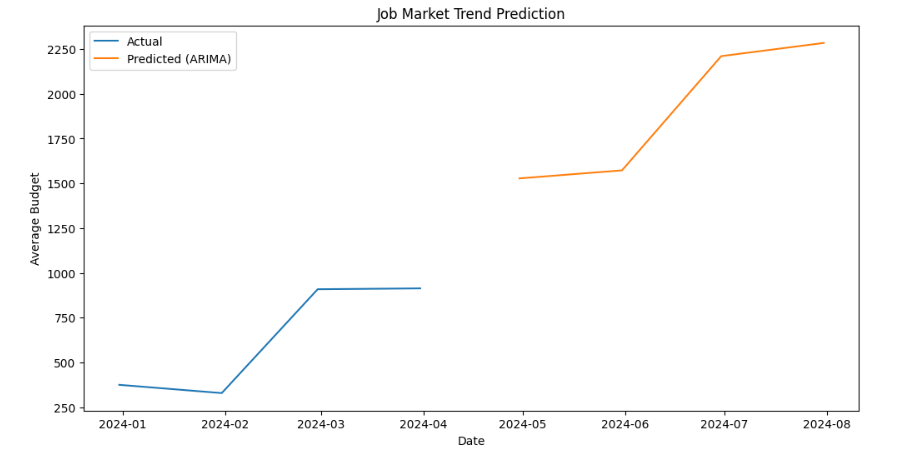 Job Market Trend Prediction
Actual
Predicted (ARIMA)
Average Budget
2250
2000
1750
1500
1250
1000
750
500
250
2024-01 2024-02 2024-03 2024-04 2024-05 2024-06 2024-07 2024-08
Date